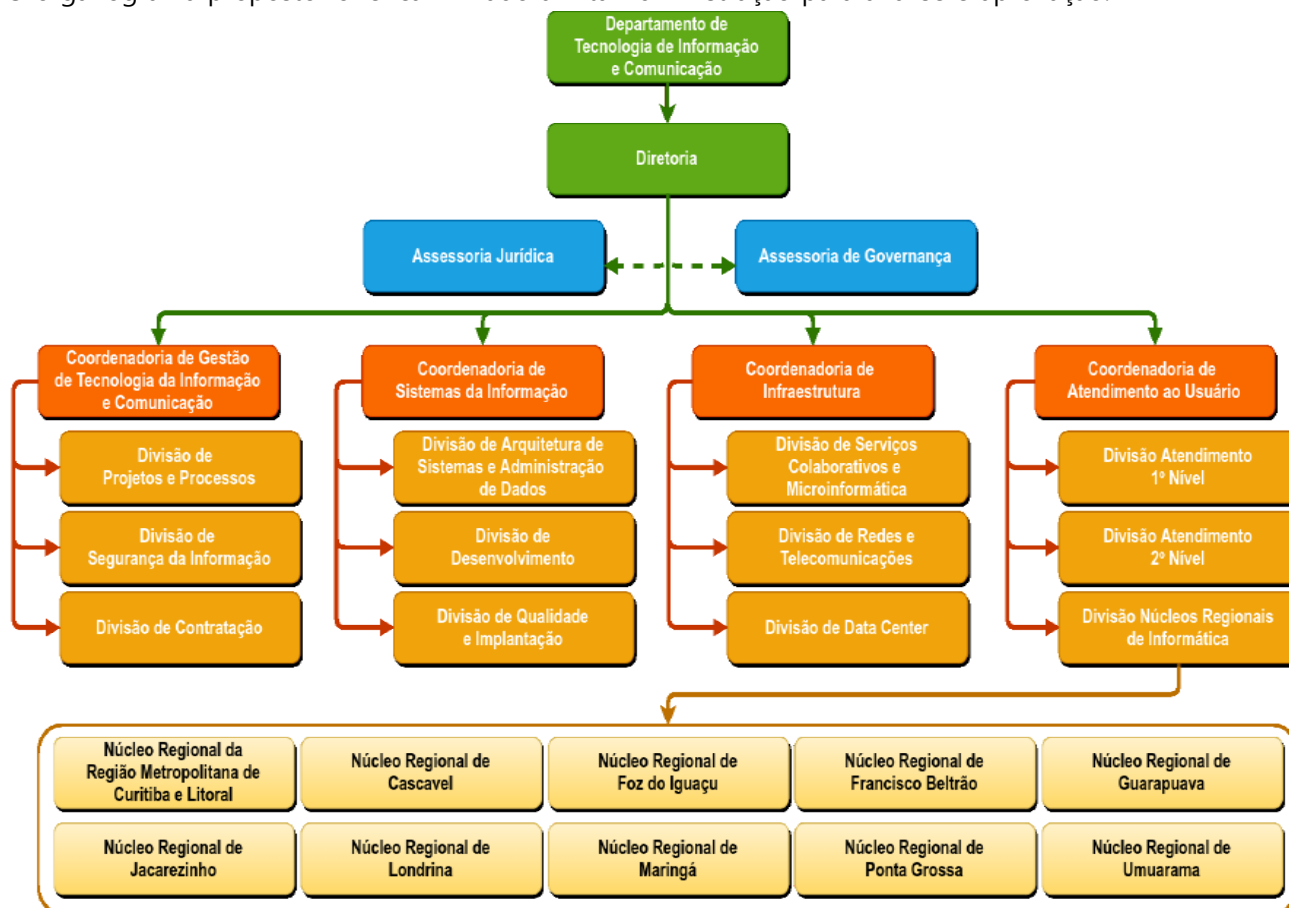 Departamento de
Tecnologia de Informação
e Comunicação
Diretoria
Assessoria Jurídica
Assessoria de Governança
Coordenadoria de Gestão
de Tecnologia da Informação
e Comunicação
Coordenadoria de
Sistemas da Informação
Coordenadoria de
Infraestrutura
Coordenadoria de
Atendimento ao Usuário
Divisão de
Projetos e Processos
Divisão de Arquitetura de
Sistemas e Administração
de Dados
Divisão de Serviços
Colaborativos e
Microinformática
Divisão Atendimento
1º Nível
Divisão de
Segurança da Informação
Divisão de
Desenvolvimento
Divisão de Redes e
Telecomunicações
Divisão Atendimento
2º Nível
Divisão de Contratação
Divisão de Qualidade
e Implantação
Divisão de Data Center
Divisão Núcleos Regionais
de Informática
Núcleo Regional da
Região Metropolitana de
Curitiba e Litoral
Núcleo Regional de
Cascavel
Núcleo Regional de
Foz do Iguaçu
Núcleo Regional de
Francisco Beltrão
Núcleo Regional de
Guarapuava
Núcleo Regional de
Jacarezinho
Núcleo Regional de
Londrina
Núcleo Regional de
Maringá
Núcleo Regional de
Ponta Grossa
Núcleo Regional de
Umuarama